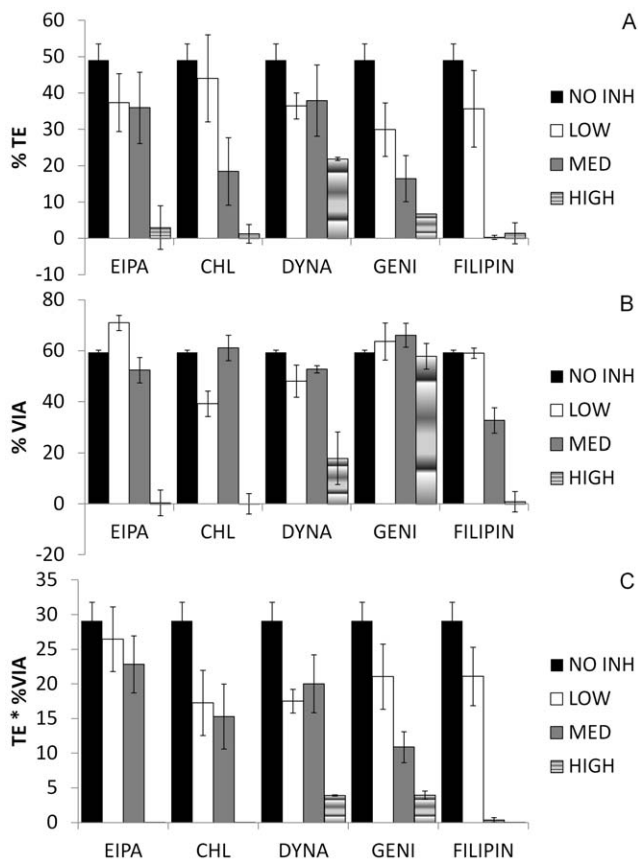 A
60
50
40
30
20
10
0
-10
% TE
EIPA CHL DYNA GENI FILIPIN
NO INH
LOW
MED
HIGH
B
80
60
40
20
0
-20
% VIA
EIPA CHL DYNA GENI FILIPIN
NO INH
LOW
MED
HIGH
C
35
30
25
20
15
10
5
0
TE * %VIA
EIPA CHL DYNA GENI FILIPIN
NO INH
LOW
MED
HIGH